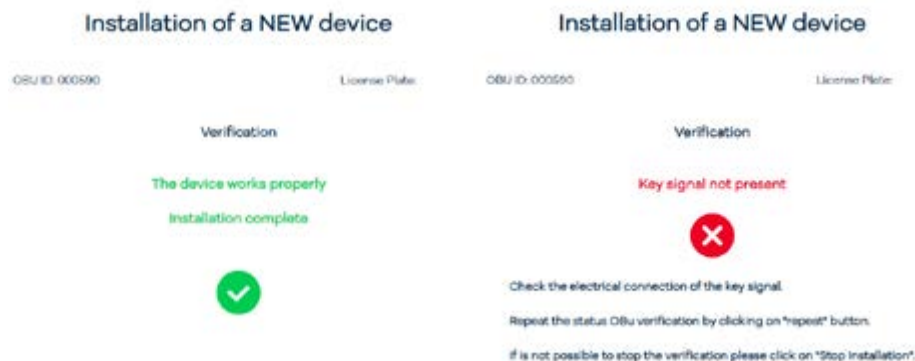 Installation of a NEW device
OBU ID: 000590 License Plate:
Verification
The device works properly
Installation complete
Installation of a NEW device
OBU ID: 000590 License Plate:
Verification
Key signal not present
Check the electrical connection of the key signal.
Repeat the status OBu verification by clicking on "repeat" button.
If is not possible to stop the verification please click on "Stop Installation".